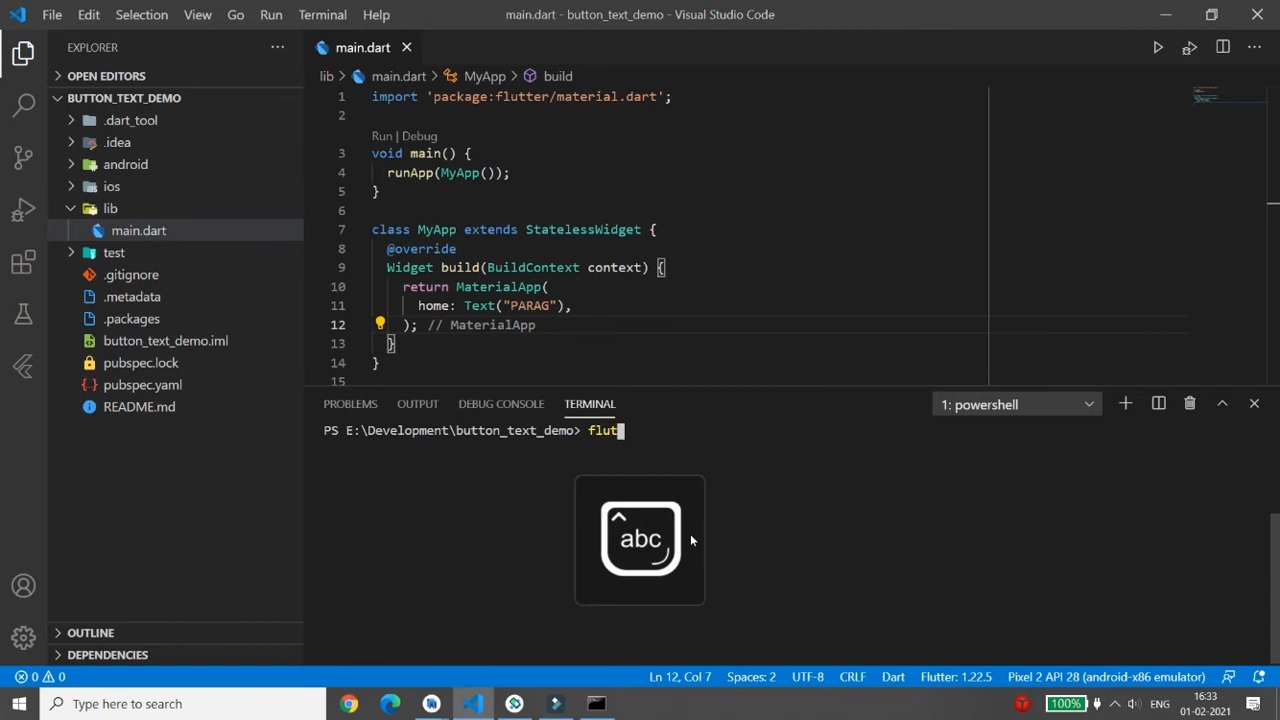 File Edit Selection View Go Run Terminal Help
main.dart - button_text_demo - Visual Studio Code
EXPLORER
OPEN EDITORS
BUTTON_TEXT_DEMO
.dart_tool
.idea
android
ios
lib
main.dart
test
.gitignore
.metadata
.packages
button_text_demo.iml
pubspec.lock
pubspec.yaml
README.md
OUTLINE
DEPENDENCIES
main.dart
lib > main.dart > MyApp > build
1 import 'package:flutter/material.dart';
2
Run | Debug
3 void main() {
4 runApp(MyApp());
5 }
6
7 class MyApp extends StatelessWidget {
8 @override
9 Widget build(BuildContext context) {
10 return MaterialApp(
11 home: Text("PARAG"),
12 ); // MaterialApp
13 }
14 }
15
PROBLEMS OUTPUT DEBUG CONSOLE TERMINAL
1: powershell
PS E:\Development\button_text_demo> flut
abc
0 0
Ln 12, Col 7 Spaces: 2 UTF-8 CRLF Dart Flutter: 1.22.5 Pixel 2 API 28 (android-x86 emulator)
Type here to search
100%
ENG
16:33
01-02-2021